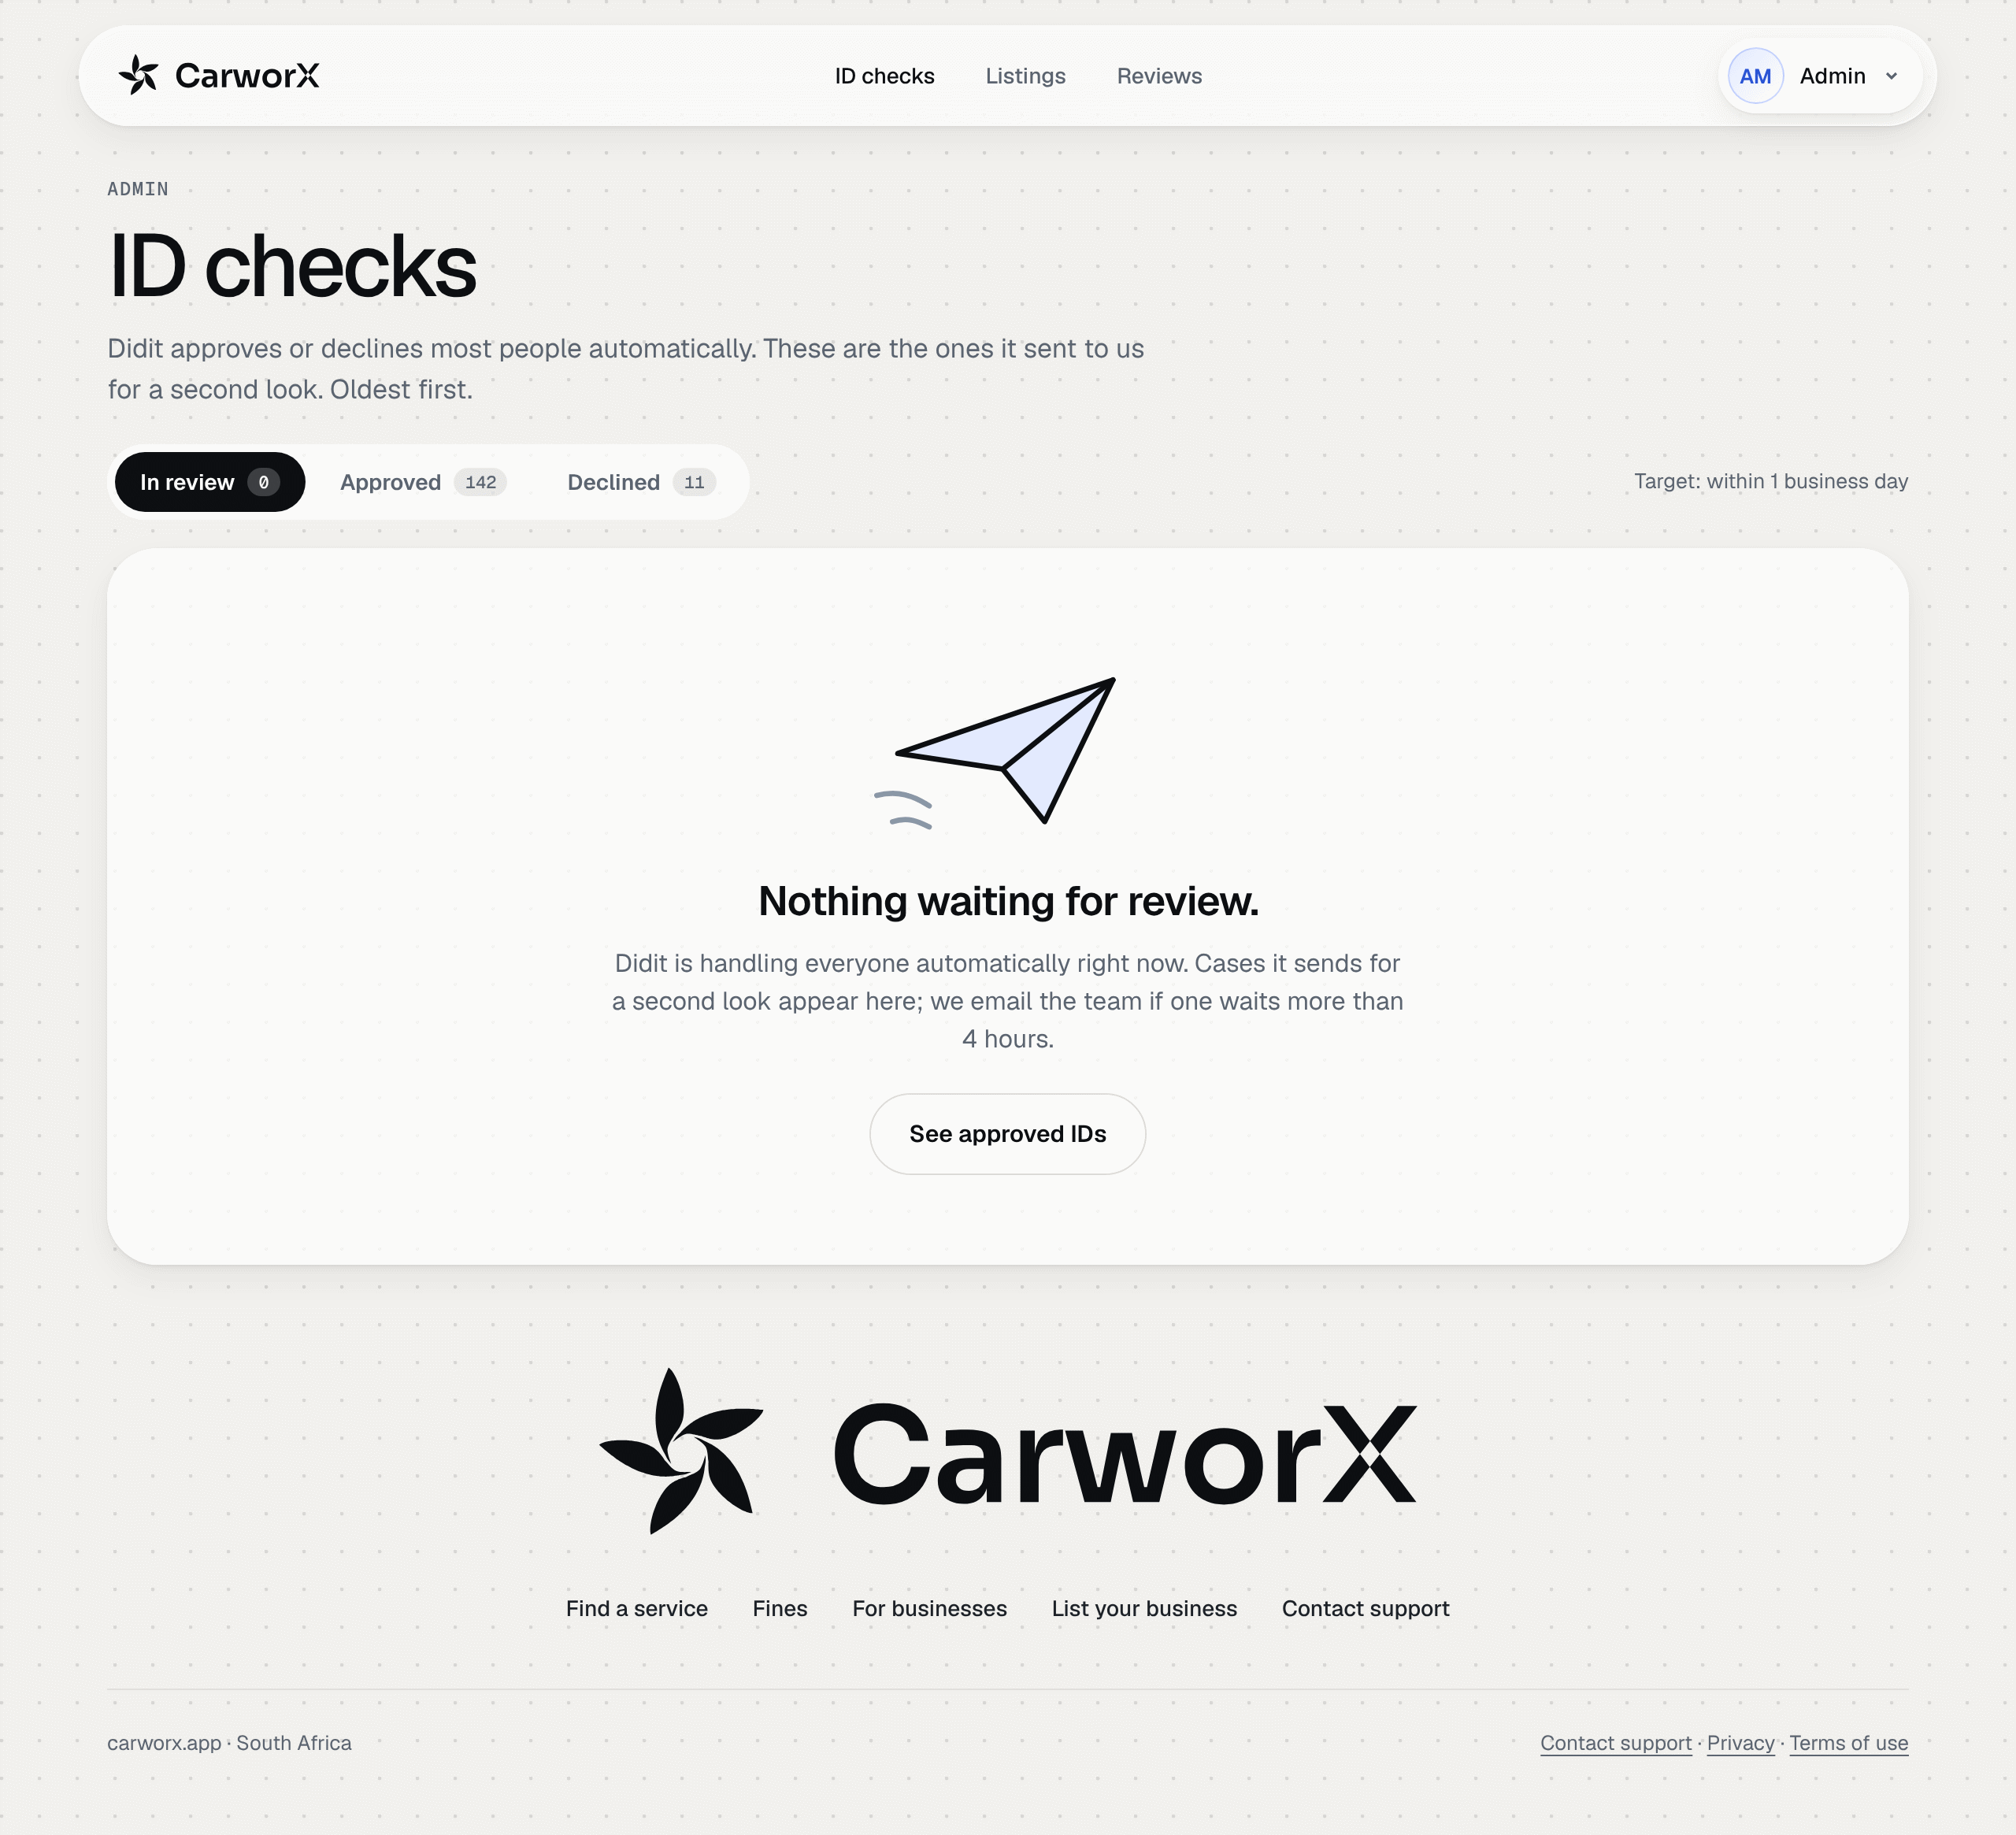 CarworX
ID checks
Listings
Reviews
AM
Admin
ADMIN
ID checks
Didit approves or declines most people automatically. These are the ones it sent to us
for a second look. Oldest first.
In review 0
Approved 142
Declined 11
Target: within 1 business day
Nothing waiting for review.
Didit is handling everyone automatically right now. Cases it sends for
a second look appear here; we email the team if one waits more than
4 hours.
See approved IDs
CarworX
Find a service
Fines
For businesses
List your business
Contact support
carworx.app · South Africa
Contact support · Privacy · Terms of use